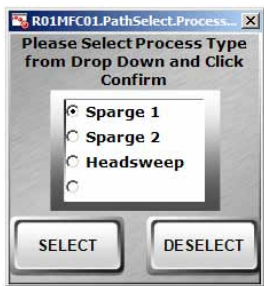 R01MFC01.PathSelect.Process...
Please Select Process Type
from Drop Down and Click
Confirm
Sparge 1
Sparge 2
Headsweep
SELECT DESELECT